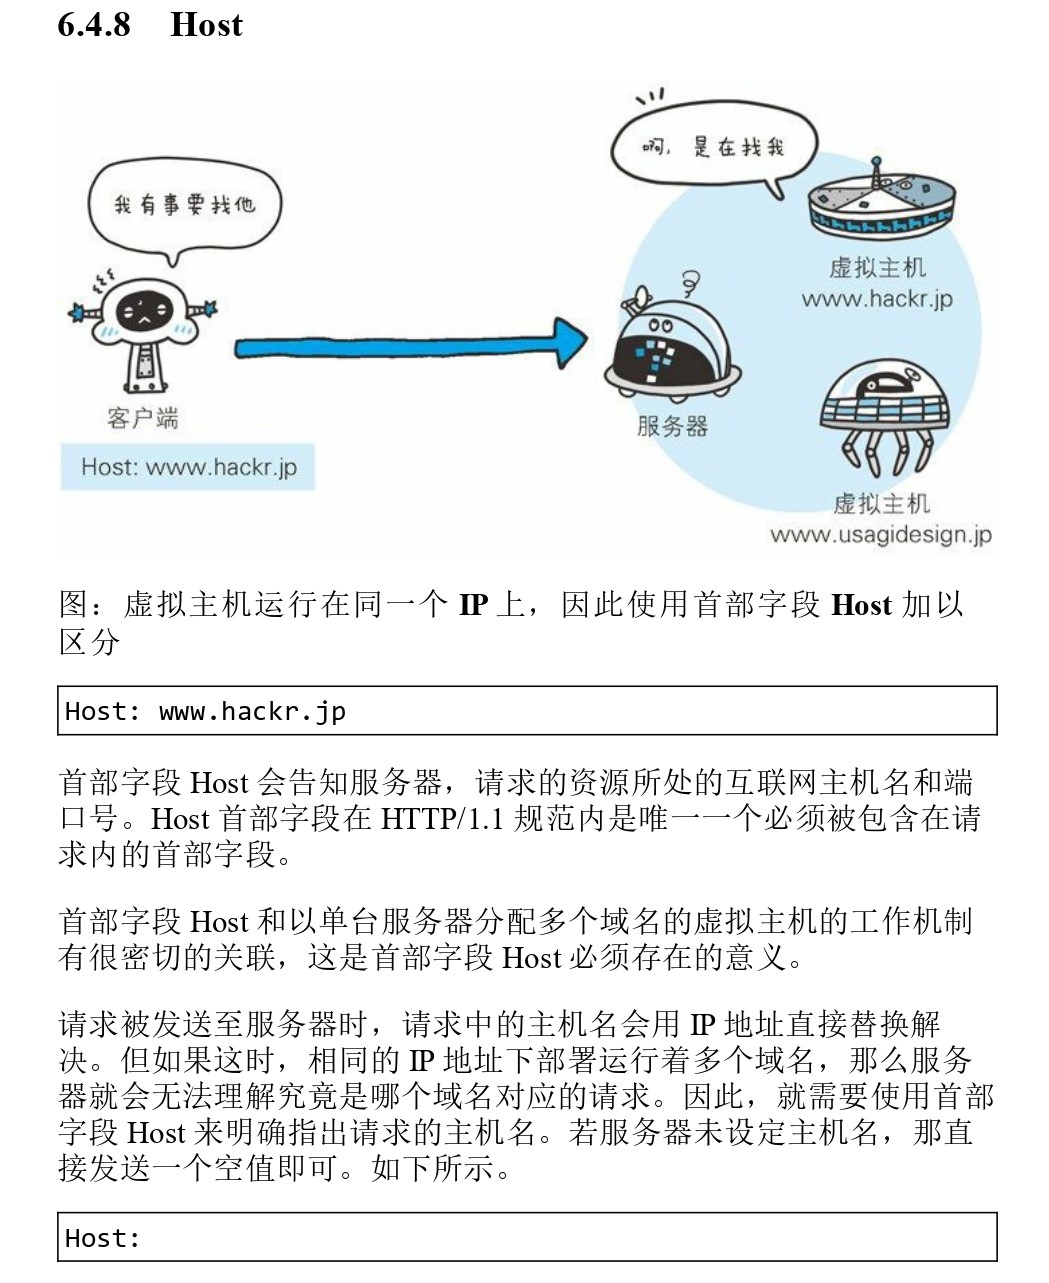 6.4.8 Host
啊，是在找我
我有事要找他
虚拟主机
www.hackr.jp
客户端
服务器
Host: www.hackr.jp
虚拟主机
www.usagidesign.jp
图：虚拟主机运行在同一个 IP 上，因此使用首部字段 Host 加以
区分
Host: www.hackr.jp
首部字段 Host 会告知服务器，请求的资源所处的互联网主机名和端
口号。Host 首部字段在 HTTP/1.1 规范内是唯一一个必须被包含在请
求内的首部字段。
首部字段 Host 和以单台服务器分配多个域名的虚拟主机的工作机制
有很密切的关联，这是首部字段 Host 必须存在的意义。
请求被发送至服务器时，请求中的主机名会用 IP 地址直接替换解
决。但如果这时，相同的 IP 地址下部署运行着多个域名，那么服务
器就会无法理解究竟是哪个域名对应的请求。因此，就需要使用首部
字段 Host 来明确指出请求的主机名。若服务器未设定主机名，那直
接发送一个空值即可。如下所示。
Host: